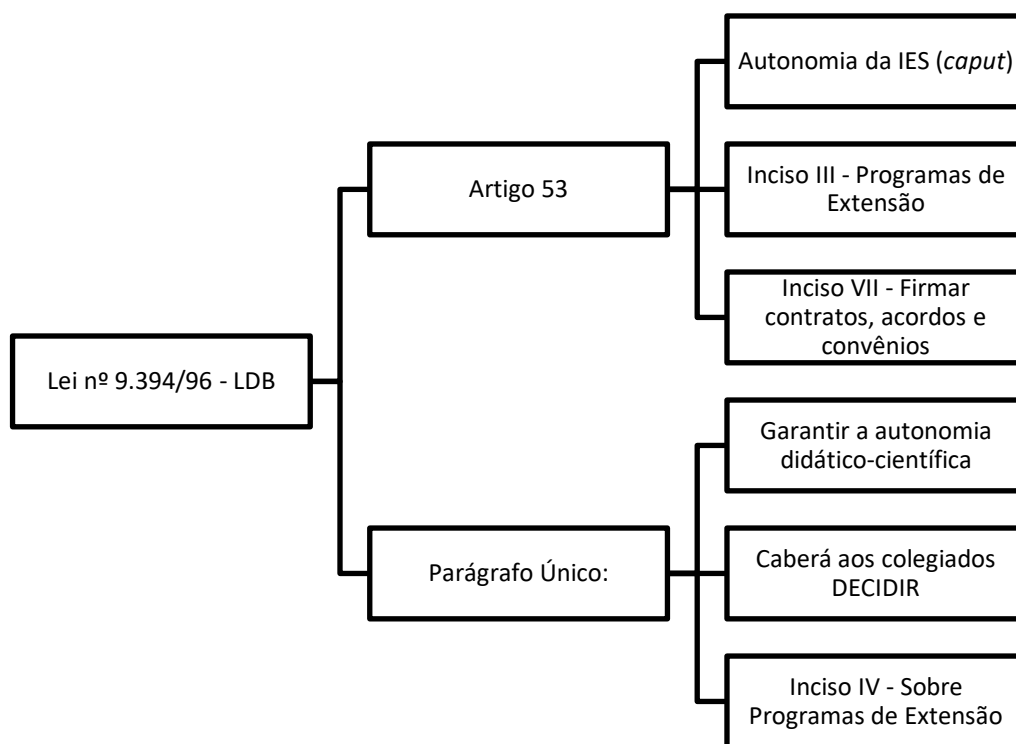 Lei nº 9.394/96 - LDB
Artigo 53
Autonomia da IES (caput)
Inciso III - Programas de
Extensão
Inciso VII - Firmar
contratos, acordos e
convênios
Parágrafo Único:
Garantir a autonomia
didático-científica
Caberá aos colegiados
DECIDIR
Inciso IV - Sobre
Programas de Extensão